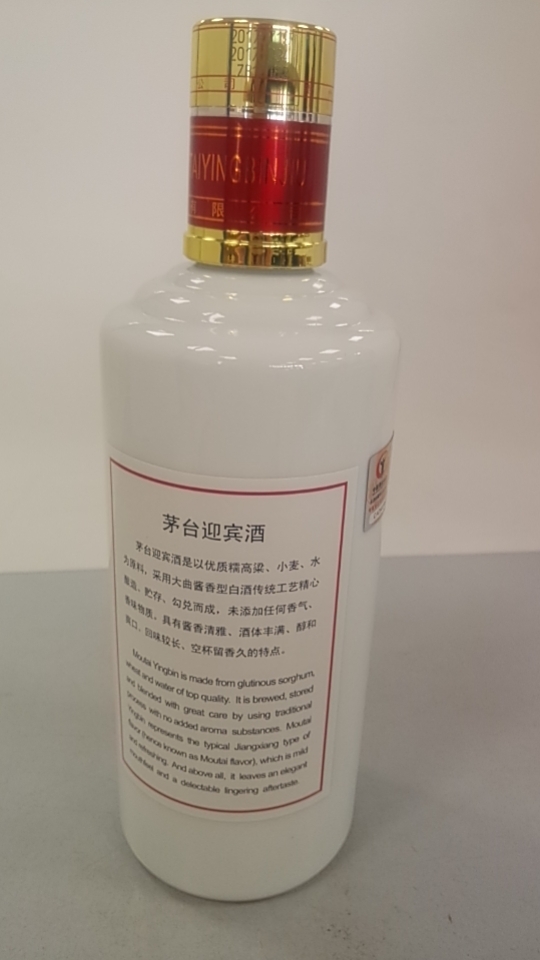 AIYINGBINJIU
限
茅台迎宾酒
茅台迎宾酒是以优质糯高粱、小麦、水
为原料，采用大曲酱香型白酒传统工艺精心
酿造、贮存、勾兑而成，未添加任何香气、
香味物质，具有酱香清雅、酒体丰满、醇和
爽口、回味较长、空杯留香久的特点。
Moutai Yingbin is made from glutinous sorghum,
wheat and water of top quality. It is brewed, stored
and blended with great care by using traditional
process with no added aroma substances. Moutai
Yingbin represents the typical Jiangxiang type of
flavor (hence known as Moutai flavor), which is mild
and refreshing. And above all, it leaves an elegant
mouthfeel and a delectable lingering aftertaste.